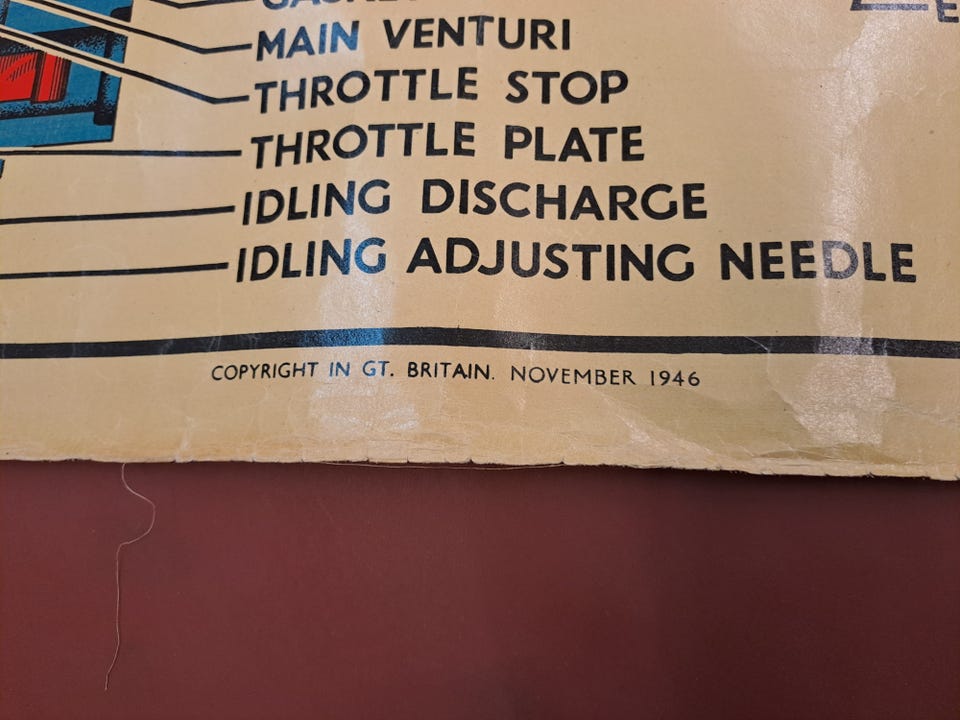 MAIN VENTURI
THROTTLE STOP
THROTTLE PLATE
IDLING DISCHARGE
IDLING ADJUSTING NEEDLE
COPYRIGHT IN GT. BRITAIN. NOVEMBER 1946